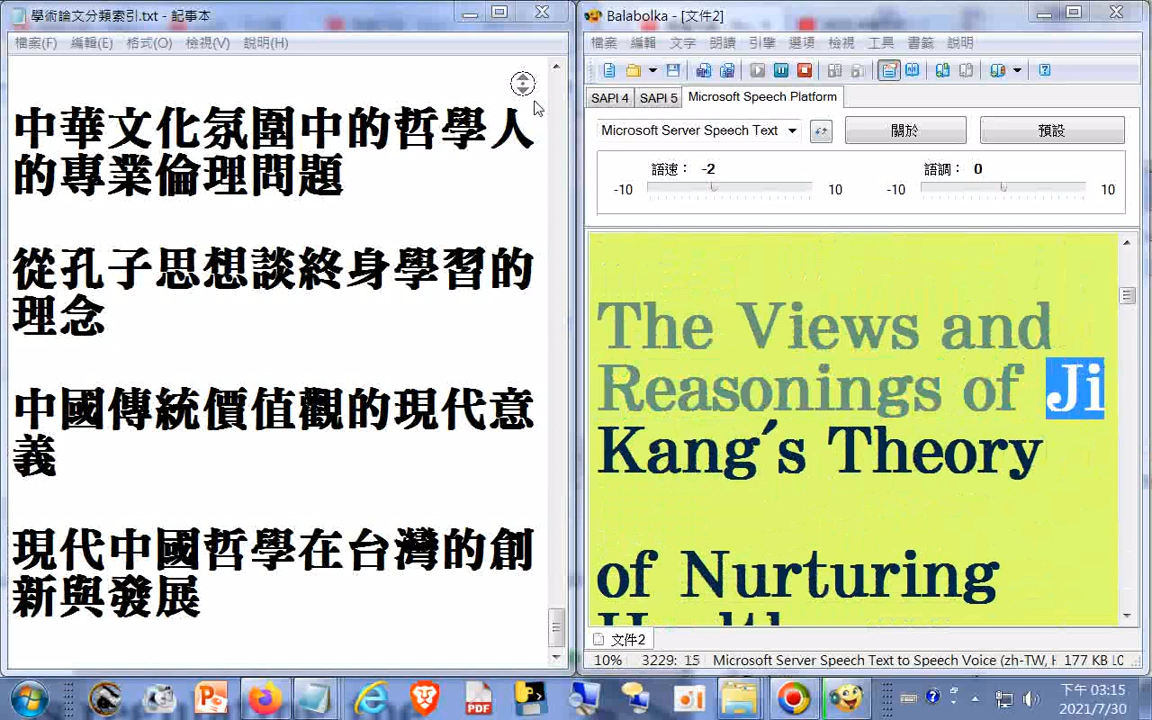 學術論文分類索引.txt - 記事本
檔案(F) 編輯(E) 格式(O) 檢視(V) 說明(H)
中華文化氛圍中的哲學人
的專業倫理問題
從孔子思想談終身學習的
理念
中國傳統價值觀的現代意
義
現代中國哲學在台灣的創
新與發展
Balabolka - [文件2]
檔案 編輯 文字 朗讀 引擎 選項 檢視 工具 書籤 說明
SAPI 4 SAPI 5 Microsoft Speech Platform
Microsoft Server Speech Text 關於 預設
語速： -2 語調： 0
-10 10 -10 10
The Views and
Reasonings of Ji
Kang's Theory
of Nurturing
文件2
10% 3229: 15 Microsoft Server Speech Text to Speech Voice (zh-TW, 177 KB
PDF
下午 03:15
2021/7/30